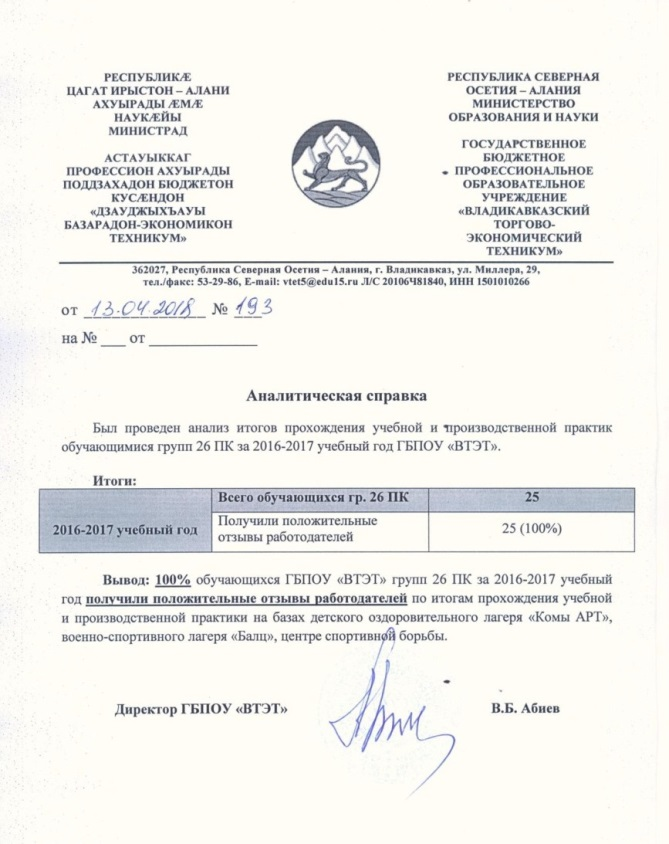 РЕСПУБЛИКÆ
ЦАГАТ ИРЫСТОН – АЛАНИ
АХУЫРАДЫ ÆМÆ
НАУКÆЙЫ
МИНИСТРАД
АСТАУЫККАГ
ПРОФЕССИОН АХУЫРАДЫ
ПОДДЗАХАДОН БЮДЖЕТОН
КУСÆНДОН
«ДЗАУДЖЫХЪАУЫ
БАЗАРАДОН-ЭКОНОМИКОН
ТЕХНИКУМ»
РЕСПУБЛИКА СЕВЕРНАЯ
ОСЕТИЯ – АЛАНИЯ
МИНИСТЕРСТВО
ОБРАЗОВАНИЯ И НАУКИ
ГОСУДАРСТВЕННОЕ
БЮДЖЕТНОЕ
ПРОФЕССИОНАЛЬНОЕ
ОБРАЗОВАТЕЛЬНОЕ
УЧРЕЖДЕНИЕ
«ВЛАДИКАВКАЗСКИЙ
ТОРГОВО-
ЭКОНОМИЧЕСКИЙ
ТЕХНИКУМ»
362027, Республика Северная Осетия – Алания, г. Владикавказ, ул. Миллера, 29,
тел./факс: 53-29-86, E-mail: vtet5@edu15.ru Л/С 20106Ч81840, ИНН 1501010266
от 13.04.2018 № 193
на № ___ от ______________
Аналитическая справка
Был проведен анализ итогов прохождения учебной и производственной практик
обучающимися групп 26 ПК за 2016-2017 учебный год ГБПОУ «ВТЭТ».
Итоги:
2016-2017 учебный год
Всего обучающихся гр. 26 ПК 25
Получили положительные
отзывы работодателей 25 (100%)
Вывод: 100% обучающихся ГБПОУ «ВТЭТ» групп 26 ПК за 2016-2017 учебный
год получили положительные отзывы работодателей по итогам прохождения учебной
и производственной практики на базах детского оздоровительного лагеря «Комы АРТ»,
военно-спортивного лагеря «Балц», центре спортивной борьбы.
Директор ГБПОУ «ВТЭТ» В.Б. Абиев